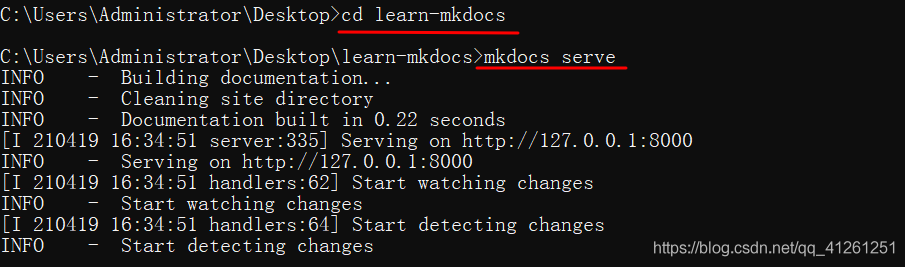 C:\Users\Administrator\Desktop>cd learn-mkdocs
C:\Users\Administrator\Desktop\learn-mkdocs>mkdocs serve
INFO    -  Building documentation...
INFO    -  Cleaning site directory
INFO    -  Documentation built in 0.22 seconds
[I 210419 16:34:51 server:335] Serving on http://127.0.0.1:8000
INFO    -  Serving on http://127.0.0.1:8000
[I 210419 16:34:51 handlers:62] Start watching changes
INFO    -  Start watching changes
[I 210419 16:34:51 handlers:64] Start detecting changes
INFO    -  Start detecting changes
https://blog.csdn.net/qq_41261251